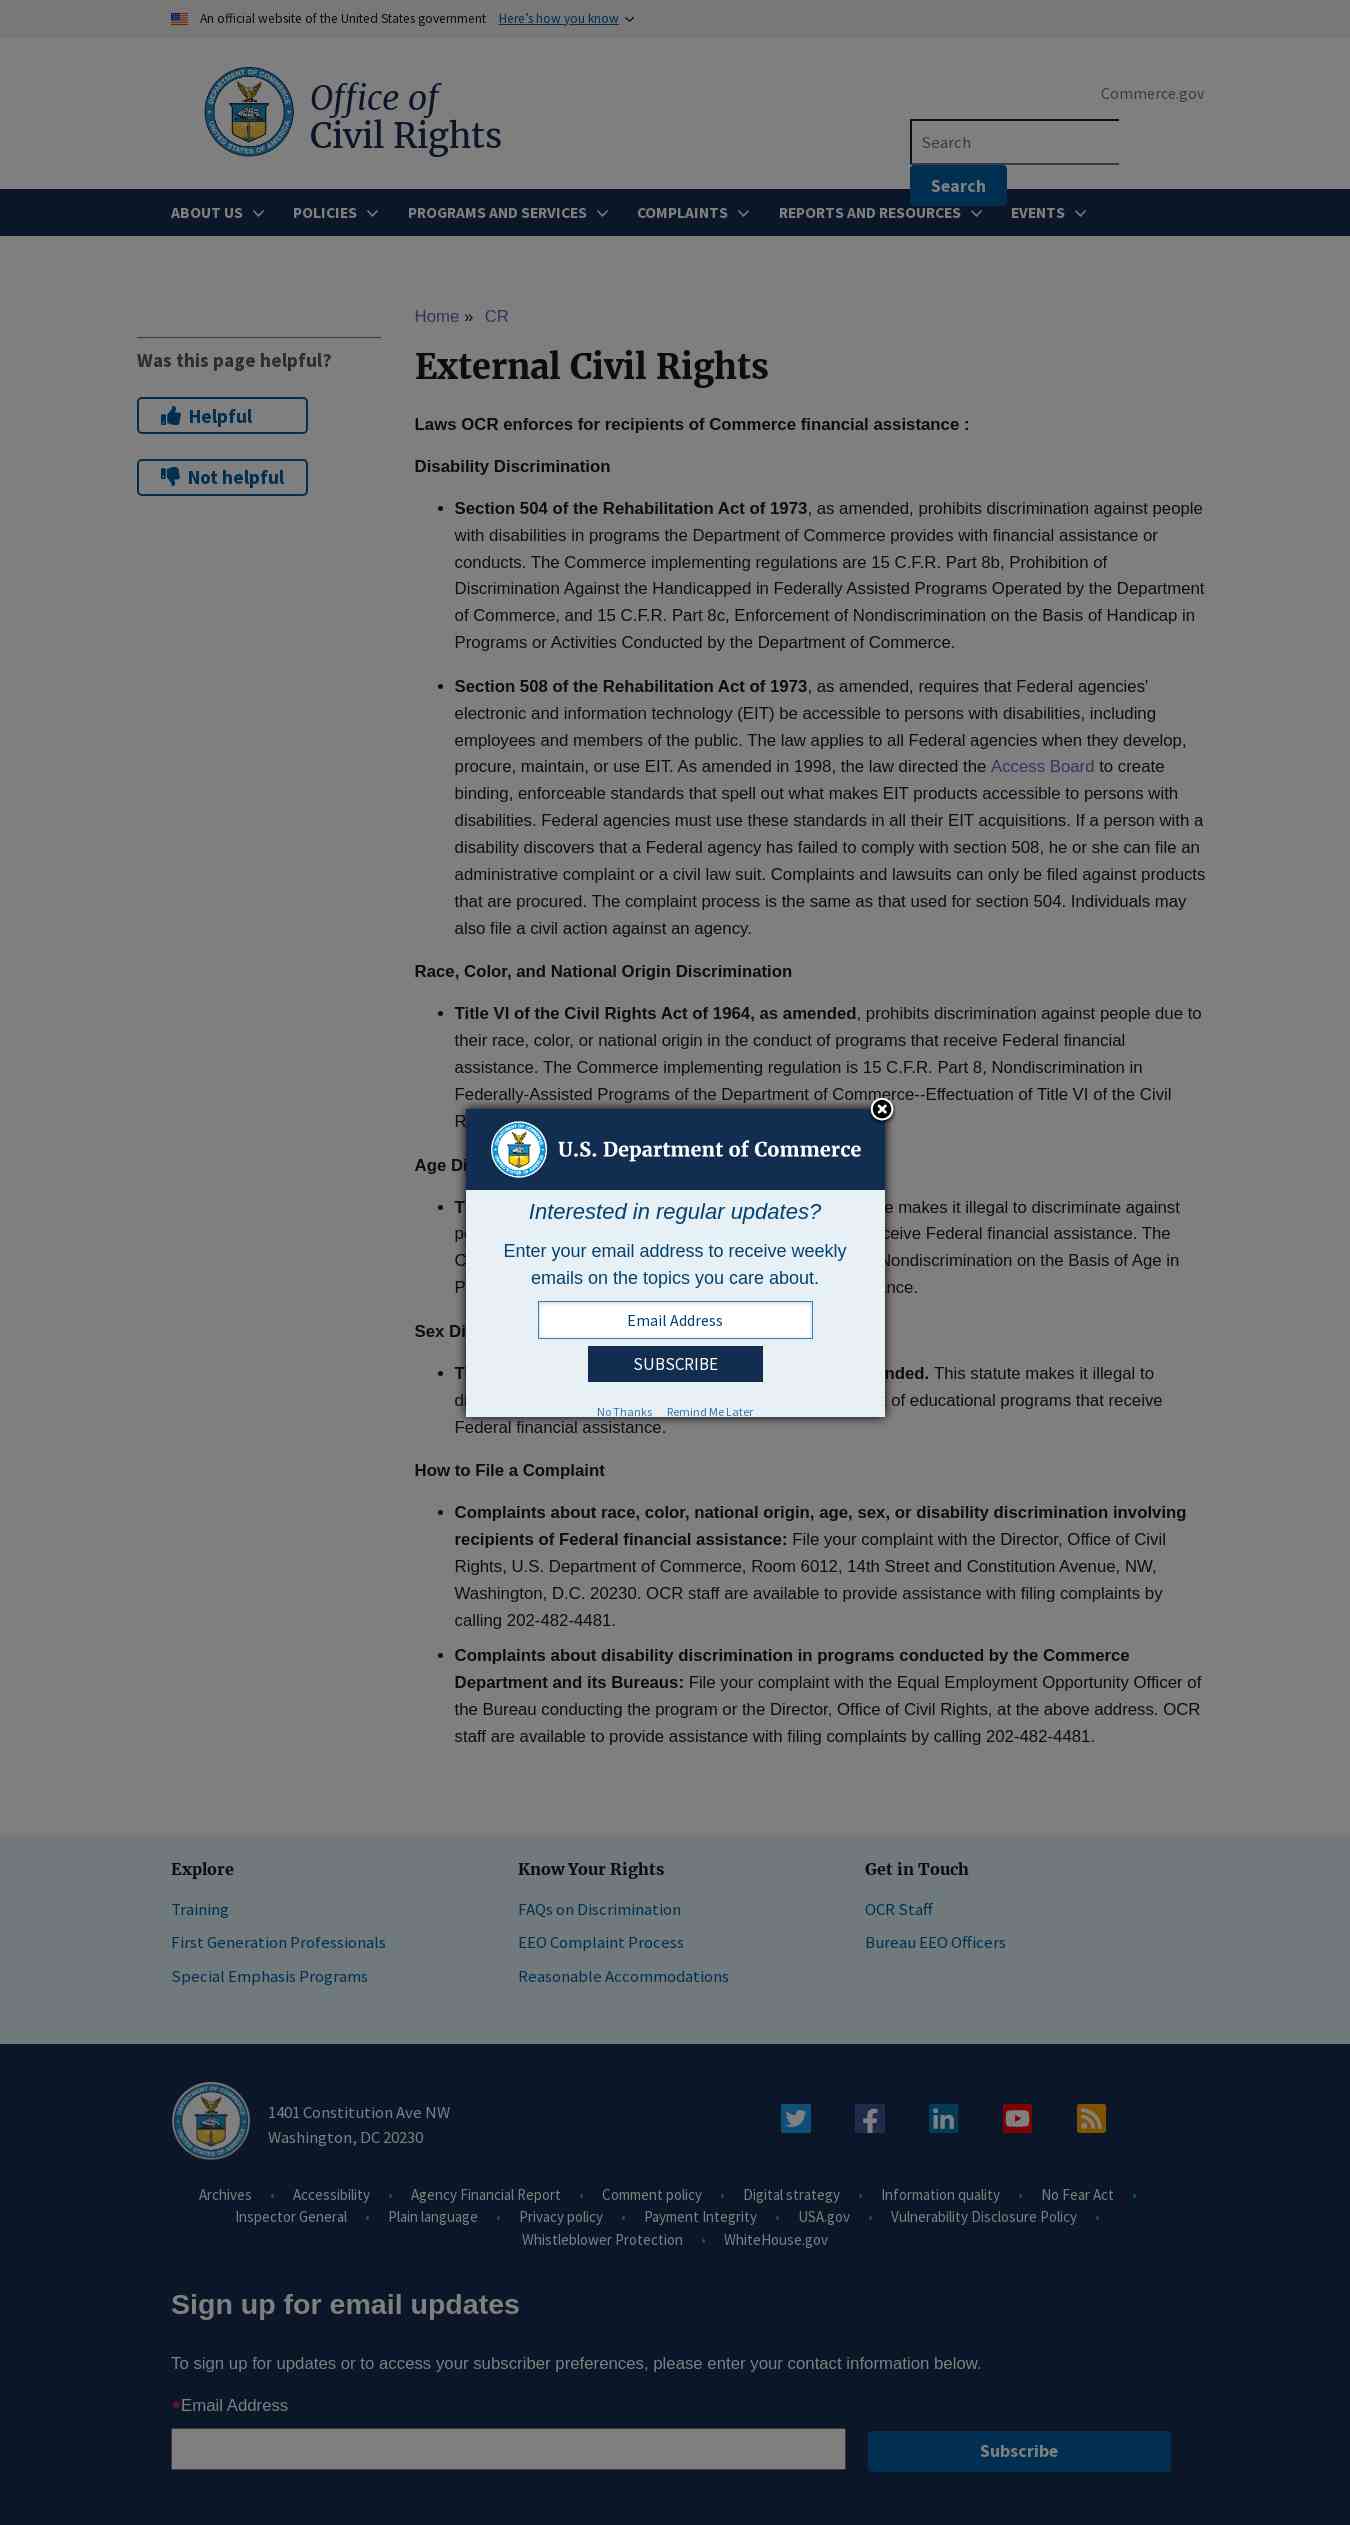 An official website of the United States government Here's how you know
Office of
Civil Rights
Commerce.gov
Search
Search
ABOUT US POLICIES PROGRAMS AND SERVICES COMPLAINTS REPORTS AND RESOURCES EVENTS
Home » CR
Was this page helpful?
Helpful
Not helpful
External Civil Rights
Laws OCR enforces for recipients of Commerce financial assistance :
Disability Discrimination
• Section 504 of the Rehabilitation Act of 1973, as amended, prohibits discrimination against people
with disabilities in programs the Department of Commerce provides with financial assistance or
conducts. The Commerce implementing regulations are 15 C.F.R. Part 8b, Prohibition of
Discrimination Against the Handicapped in Federally Assisted Programs Operated by the Department
of Commerce, and 15 C.F.R. Part 8c, Enforcement of Nondiscrimination on the Basis of Handicap in
Programs or Activities Conducted by the Department of Commerce.
• Section 508 of the Rehabilitation Act of 1973, as amended, requires that Federal agencies'
electronic and information technology (EIT) be accessible to persons with disabilities, including
employees and members of the public. The law applies to all Federal agencies when they develop,
procure, maintain, or use EIT. As amended in 1998, the law directed the Access Board to create
binding, enforceable standards that spell out what makes EIT products accessible to persons with
disabilities. Federal agencies must use these standards in all their EIT acquisitions. If a person with a
disability discovers that a Federal agency has failed to comply with section 508, he or she can file an
administrative complaint or a civil law suit. Complaints and lawsuits can only be filed against products
that are procured. The complaint process is the same as that used for section 504. Individuals may
also file a civil action against an agency.
Race, Color, and National Origin Discrimination
• Title VI of the Civil Rights Act of 1964, as amended, prohibits discrimination against people due to
their race, color, or national origin in the conduct of programs that receive Federal financial
assistance. The Commerce implementing regulation is 15 C.F.R. Part 8, Nondiscrimination in
Federally-Assisted Programs of the Department of Commerce--Effectuation of Title VI of the Civil
U.S. Department of Commerce
Interested in regular updates?
Enter your email address to receive weekly
emails on the topics you care about.
Email Address
SUBSCRIBE
No Thanks Remind Me Later
Age
makes it illegal to discriminate against
Federal financial assistance. The
Nondiscrimination on the Basis of Age in
Sex
This statute makes it illegal to
of educational programs that receive
Federal financial assistance.
How to File a Complaint
• Complaints about race, color, national origin, age, sex, or disability discrimination involving
recipients of Federal financial assistance: File your complaint with the Director, Office of Civil
Rights, U.S. Department of Commerce, Room 6012, 14th Street and Constitution Avenue, NW,
Washington, D.C. 20230. OCR staff are available to provide assistance with filing complaints by
calling 202-482-4481.
• Complaints about disability discrimination in programs conducted by the Commerce
Department and its Bureaus: File your complaint with the Equal Employment Opportunity Officer of
the Bureau conducting the program or the Director, Office of Civil Rights, at the above address. OCR
staff are available to provide assistance with filing complaints by calling 202-482-4481.
Explore
Training
First Generation Professionals
Special Emphasis Programs
Know Your Rights
FAQs on Discrimination
EEO Complaint Process
Reasonable Accommodations
Get in Touch
OCR Staff
Bureau EEO Officers
1401 Constitution Ave NW
Washington, DC 20230
Archives • Accessibility • Agency Financial Report • Comment policy • Digital strategy • Information quality • No Fear Act •
Inspector General • Plain language • Privacy policy • Payment Integrity • USA.gov • Vulnerability Disclosure Policy •
Whistleblower Protection • WhiteHouse.gov
Sign up for email updates
To sign up for updates or to access your subscriber preferences, please enter your contact information below.
*Email Address
Subscribe